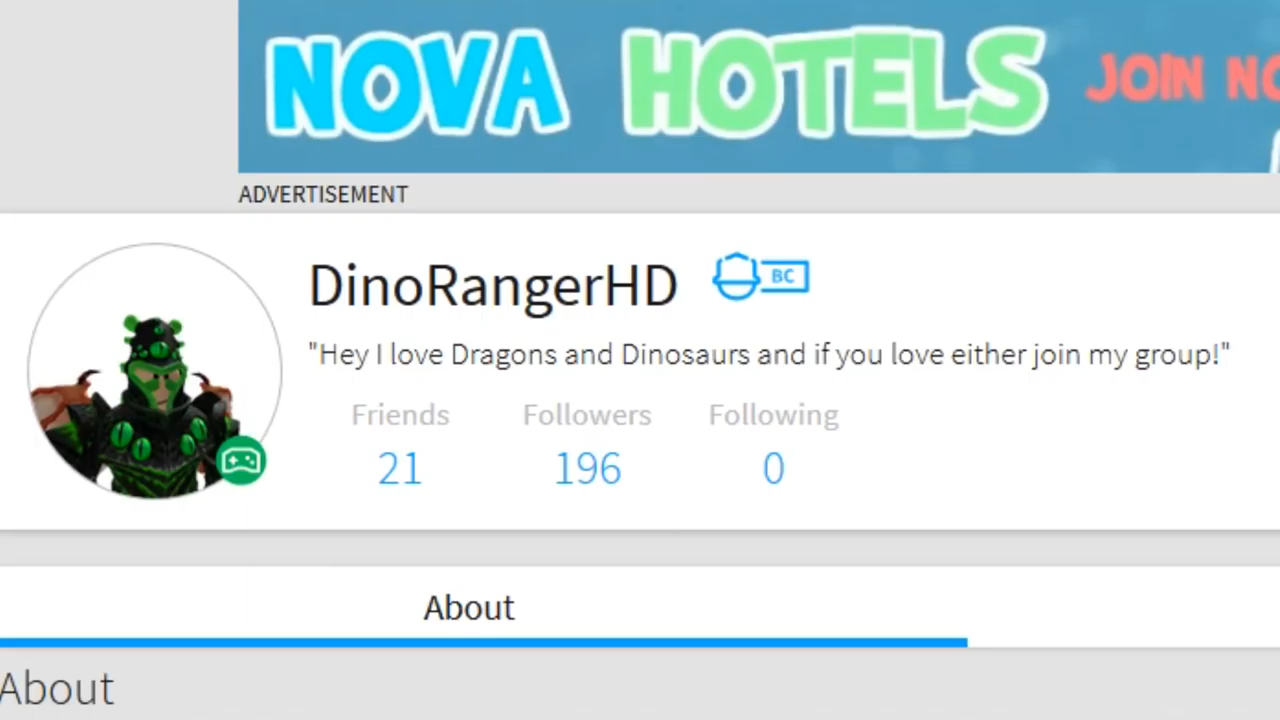 NOVA HOTELS JOIN NO
ADVERTISEMENT
DinoRangerHD BC
"Hey I love Dragons and Dinosaurs and if you love either join my group!"
Friends Followers Following
21 196 0
About
About